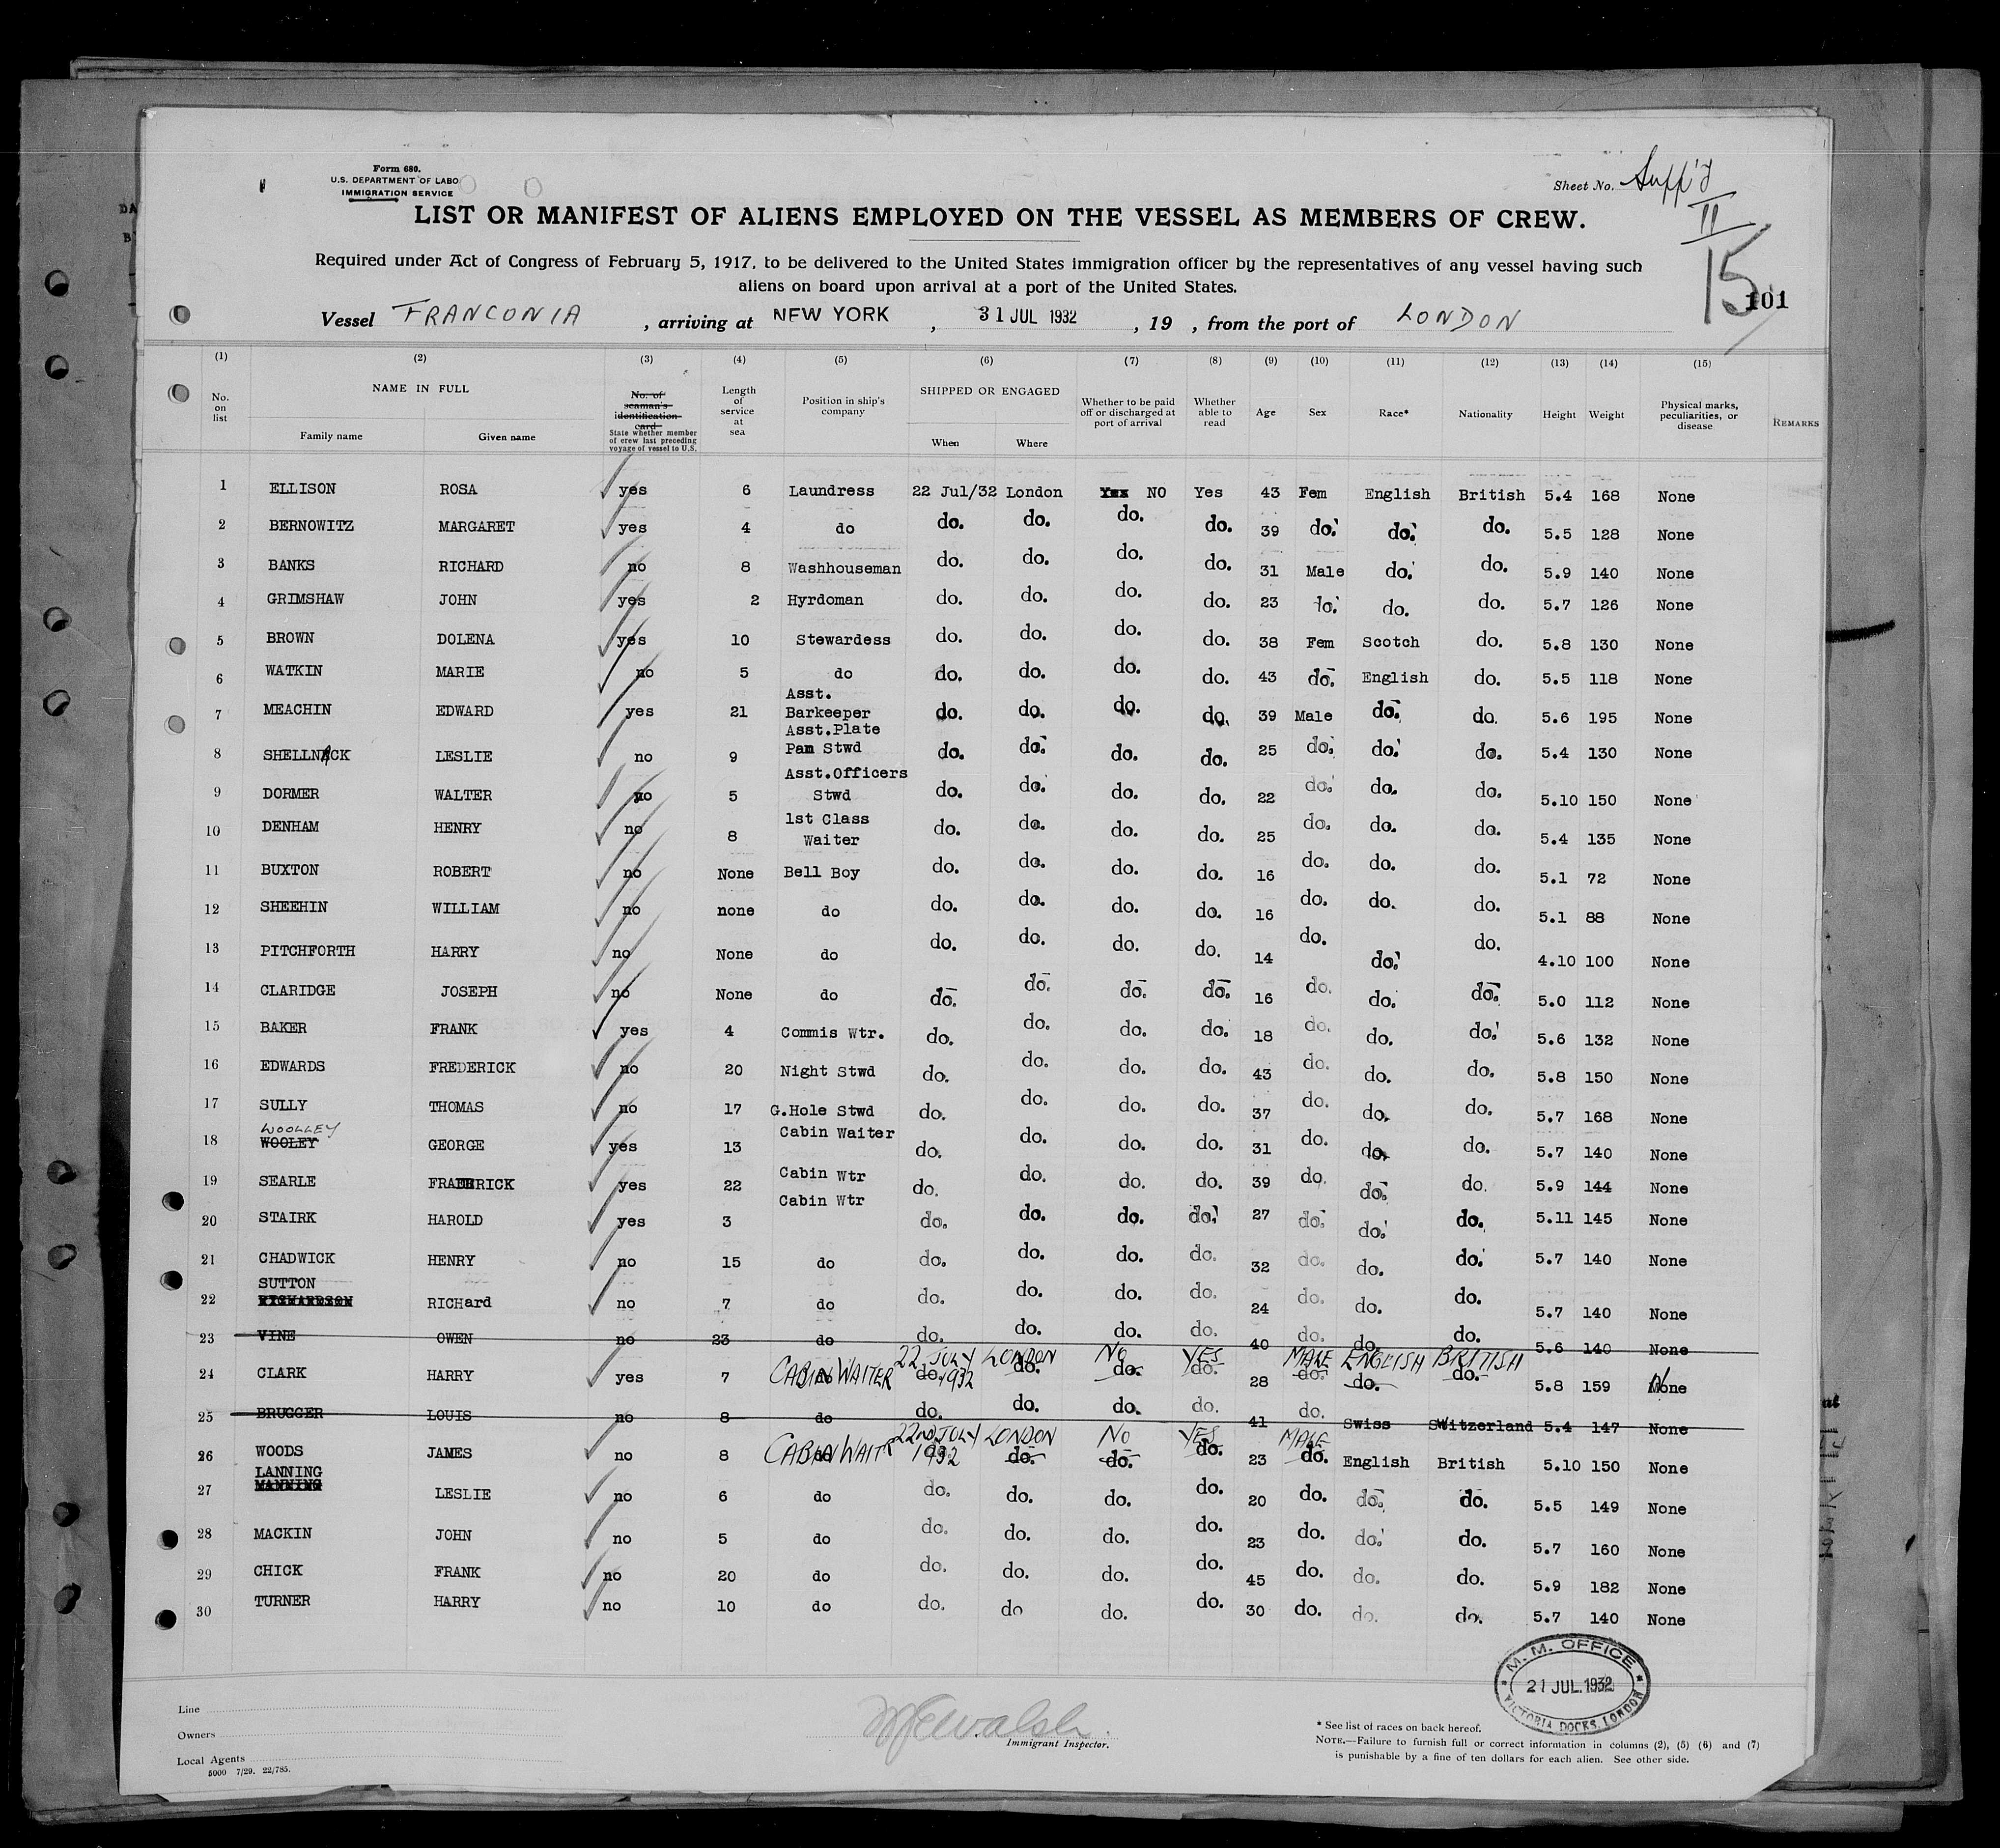 Form 680.
U.S. DEPARTMENT OF LABO
IMMIGRATION SERVICE
Sheet No. Suff'd
II
15
101
LIST OR MANIFEST OF ALIENS EMPLOYED ON THE VESSEL AS MEMBERS OF CREW.
Required under Act of Congress of February 5, 1917, to be delivered to the United States immigration officer by the representatives of any vessel having such
aliens on board upon arrival at a port of the United States.
Vessel FRANCONIA , arriving at NEW YORK , 31 JUL 1932 , 19 , from the port of LONDON
(1) (2) (3) (4) (5) (6) (7) (8) (9) (10) (11) (12) (13) (14) (15)
No. on list NAME IN FULL Family name Given name No. of seaman's identification card State whether member of crew last preceding voyage of vessel to U.S. Length of service at sea Position in ship's company SHIPPED OR ENGAGED When Where Whether to be paid off or discharged at port of arrival Whether able to read Age Sex Race* Nationality Height Weight Physical marks, peculiarities, or disease REMARKS
1 ELLISON ROSA yes 6 Laundress 22 Jul/32 London Yes NO Yes 43 Fem English British 5.4 168 None
2 BERNOWITZ MARGARET yes 4 do do. do. do. do. 39 do. do. do. 5.5 128 None
3 BANKS RICHARD no 8 Washhouseman do. do. do. do. 31 Male do. do. 5.9 140 None
4 GRIMSHAW JOHN yes 2 Hyrdoman do. do. do. do. 23 do. do. do. 5.7 126 None
5 BROWN DOLENA yes 10 Stewardess do. do. do. do. 38 Fem Scotch do. 5.8 130 None
6 WATKIN MARIE no 5 do do. do. do. do. 43 do. English do. 5.5 118 None
7 MEACHIN EDWARD yes 21 Asst. Barkeeper do. do. do. do. 39 Male do. do. 5.6 195 None
8 SHELLNACK LESLIE no 9 Asst.Plate Pam Stwd do. do. do. do. 25 do. do. do. 5.4 130 None
9 DORMER WALTER no 5 Asst.Officers Stwd do. do. do. do. 22 do. do. do. 5.10 150 None
10 DENHAM HENRY no 8 1st Class Waiter do. do. do. do. 25 do. do. do. 5.4 135 None
11 BUXTON ROBERT no None Bell Boy do. do. do. do. 16 do. do. do. 5.1 72 None
12 SHEEHIN WILLIAM no none do do. do. do. do. 16 do. do. do. 5.1 88 None
13 PITCHFORTH HARRY no None do do. do. do. do. 14 do. do. do. 4.10 100 None
14 CLARIDGE JOSEPH no None do do. do. do. do. 16 do. do. do. 5.0 112 None
15 BAKER FRANK yes 4 Commis Wtr. do. do. do. do. 18 do. do. do. 5.6 132 None
16 EDWARDS FREDERICK no 20 Night Stwd do. do. do. do. 43 do. do. do. 5.8 150 None
17 SULLY THOMAS no 17 G.Hole Stwd do. do. do. do. 37 do. do. do. 5.7 168 None
WOOLLEY
18 WOOLEY GEORGE yes 13 Cabin Waiter do. do. do. do. 31 do. do. do. 5.7 140 None
19 SEARLE FRADERICK yes 22 Cabin Wtr do. do. do. do. 39 do. do. do. 5.9 144 None
20 STAIRK HAROLD yes 3 Cabin Wtr do. do. do. do. 27 do. do. do. 5.11 145 None
21 CHADWICK HENRY no 15 do do. do. do. do. 32 do. do. do. 5.7 140 None
SUTTON
22 RICHARDSON RICHard no 7 do do. do. do. do. 24 do. do. do. 5.7 140 None
23 VINE OWEN no 23 do do. do. do. do. 40 do. do. do. 5.6 140 None
22 JULY 1932 LONDON NO YES MALE ENGLISH BRITISH
24 CLARK HARRY yes 7 CABIN WAITER do do. do. do. do. 28 do. do. do. 5.8 159 None
25 BRUGGER LOUIS no 8 do do. do. do. do. 41 do. Swiss Switzerland 5.4 147 None
22nd JULY 1932 LONDON NO YES MALE
26 WOODS JAMES no 8 CABIN WAITR do do. do. do. do. 23 do. English British 5.10 150 None
LANNING
27 MANNING LESLIE no 6 do do. do. do. do. 20 do. do. do. 5.5 149 None
28 MACKIN JOHN no 5 do do. do. do. do. 23 do. do. do. 5.7 160 None
29 CHICK FRANK no 20 do do. do. do. do. 45 do. do. do. 5.9 182 None
30 TURNER HARRY no 10 do do. do do. do. 30 do. do. do. 5.7 140 None
M. M. OFFICE
21 JUL.1932
VICTORIA DOCKS. LONDON
Line
Owners
Local Agents
5000 7/29. 22/785.
Walsh
Immigrant Inspector.
* See list of races on back hereof.
NOTE.—Failure to furnish full or correct information in columns (2), (5) (6) and (7)
is punishable by a fine of ten dollars for each alien. See other side.